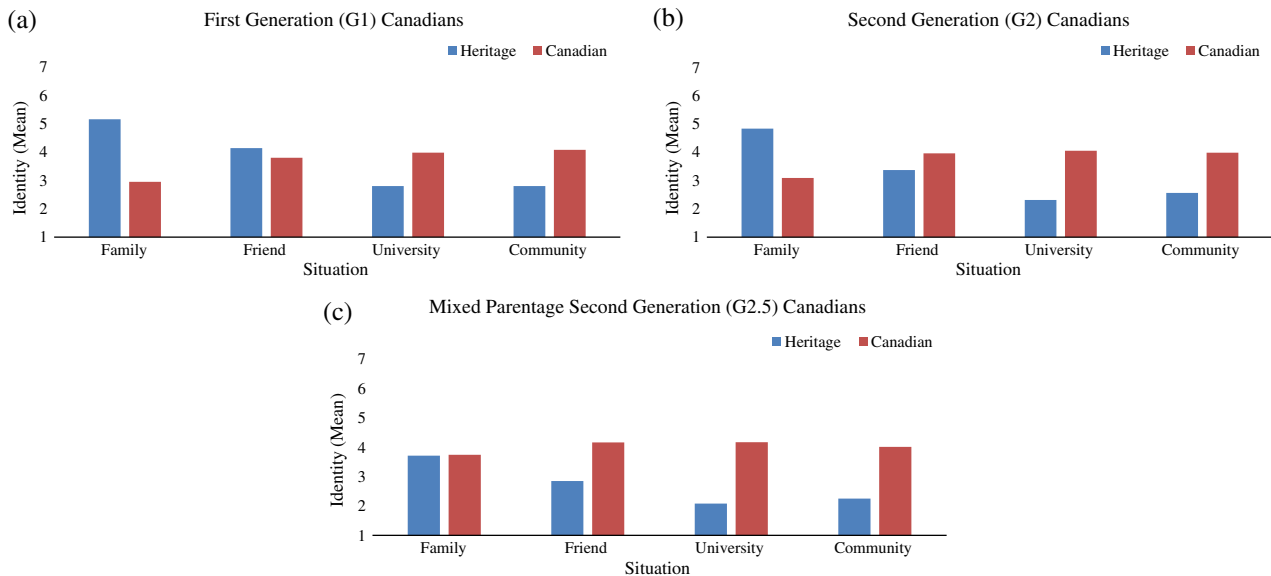 (a)
First Generation (G1) Canadians
Heritage Canadian
7
6
5
4
3
2
1
Identity (Mean)
Family Friend University Community
Situation
(b)
Second Generation (G2) Canadians
Heritage Canadian
7
6
5
4
3
2
1
Identity (Mean)
Family Friend University Community
Situation
(c)
Mixed Parentage Second Generation (G2.5) Canadians
Heritage Canadian
7
6
5
4
3
2
1
Identity (Mean)
Family Friend University Community
Situation